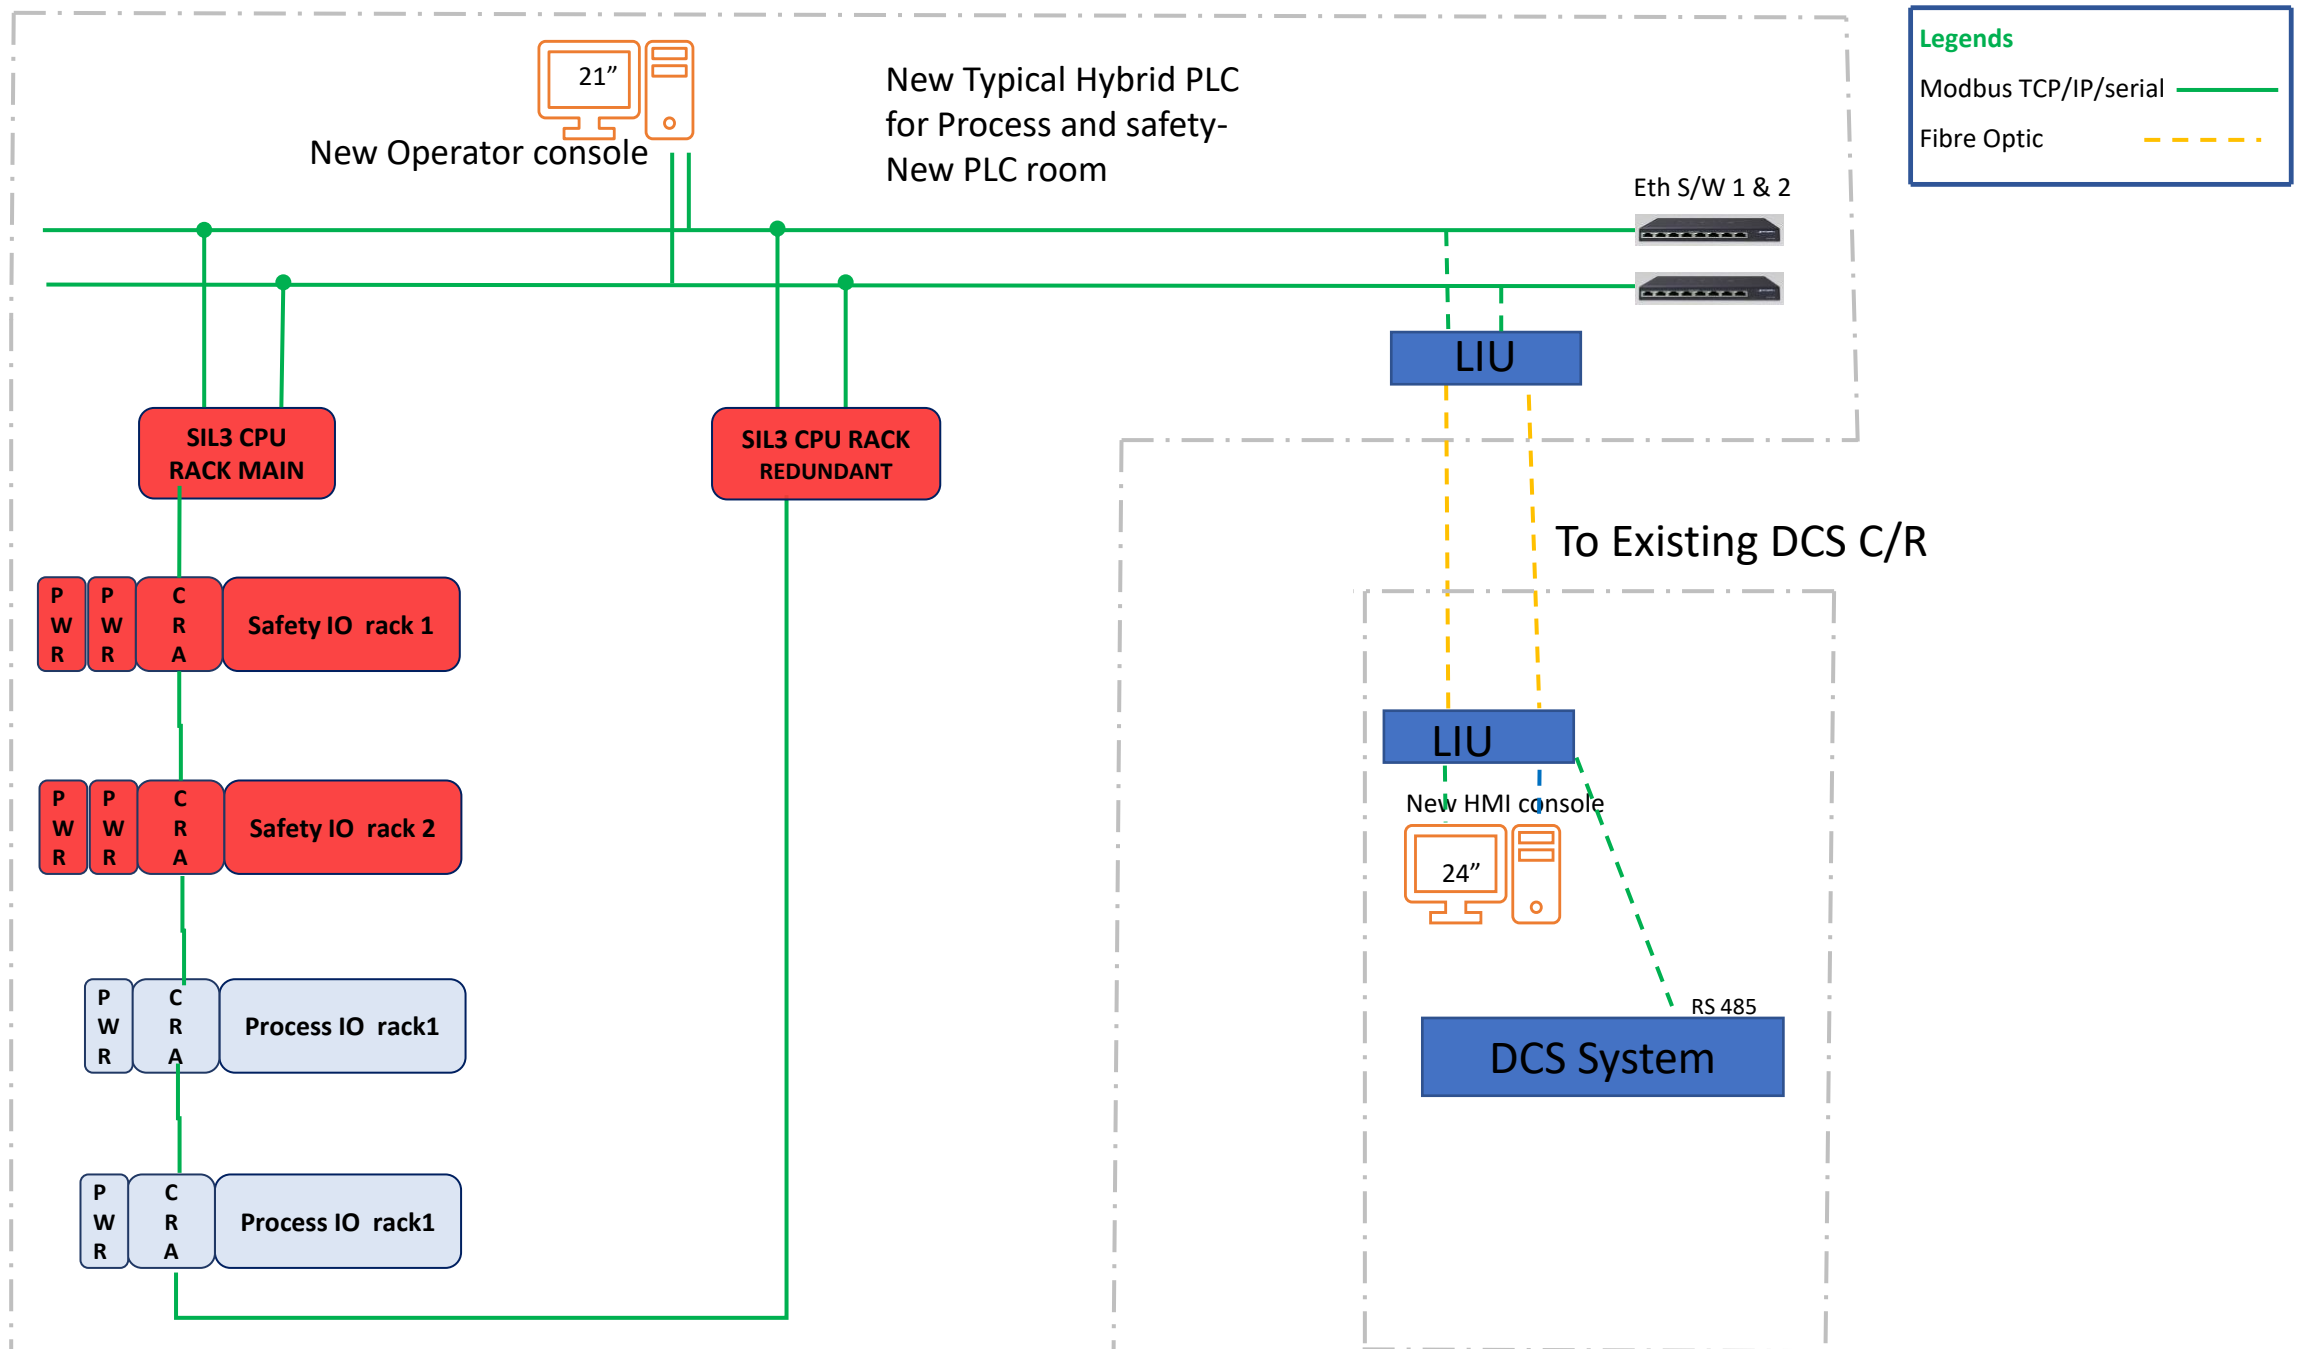 Legends
Modbus TCP/IP/serial
Fibre Optic
21”
New Operator console
New Typical Hybrid PLC
for Process and safety-
New PLC room
Eth S/W 1 & 2
LIU
SIL3 CPU
RACK MAIN
SIL3 CPU RACK
REDUNDANT
To Existing DCS C/R
P
W
R
P
W
R
C
R
A
Safety IO rack 1
LIU
New HMI console
24”
P
W
R
P
W
R
C
R
A
Safety IO rack 2
P
W
R
C
R
A
Process IO rack1
RS 485
DCS System
P
W
R
C
R
A
Process IO rack1